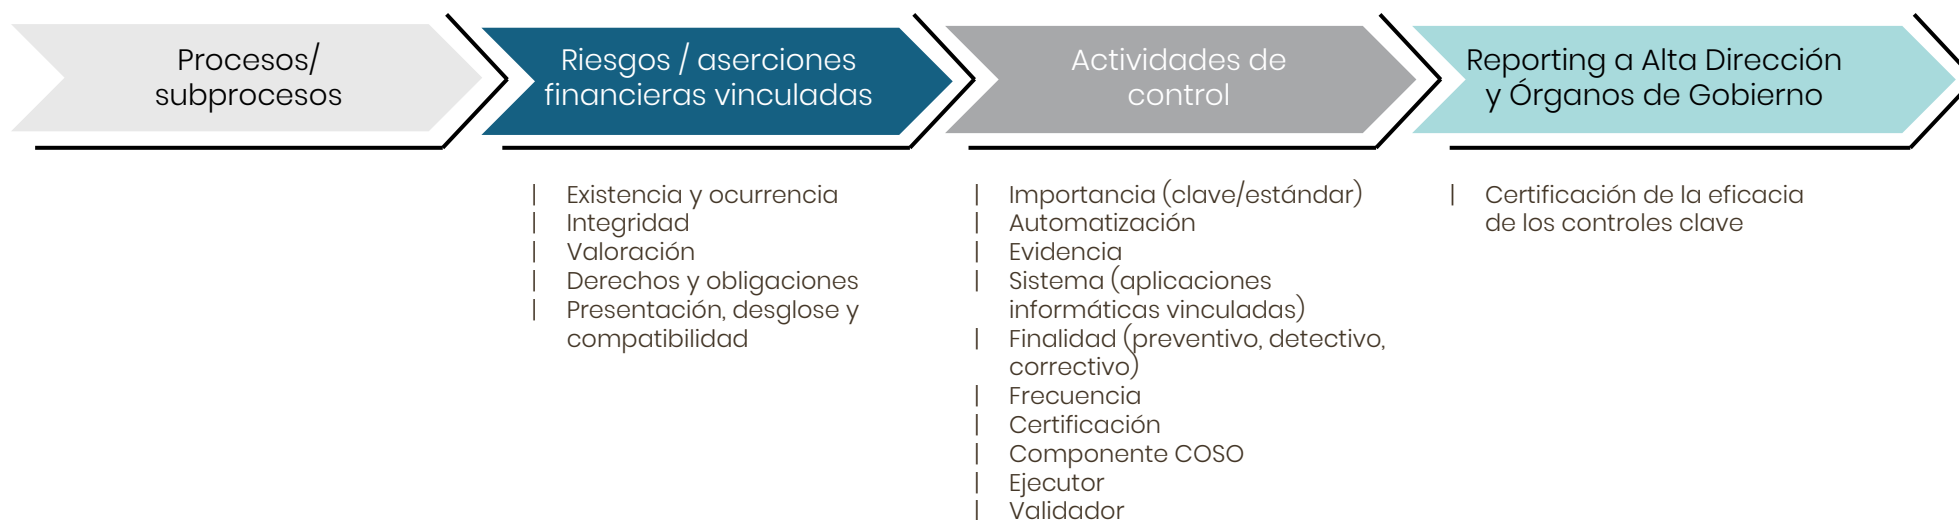 Procesos/
subprocesos
Riesgos / aserciones
financieras vinculadas
Actividades de
control
Reporting a Alta Dirección
y Órganos de Gobierno
| Existencia y ocurrencia
| Integridad
| Valoración
| Derechos y obligaciones
| Presentación, desglose y
compatibilidad
| Importancia (clave/estándar)
| Automatización
| Evidencia
| Sistema (aplicaciones
informáticas vinculadas)
| Finalidad (preventivo, detectivo,
correctivo)
| Frecuencia
| Certificación
| Componente COSO
| Ejecutor
| Validador
| Certificación de la eficacia
de los controles clave